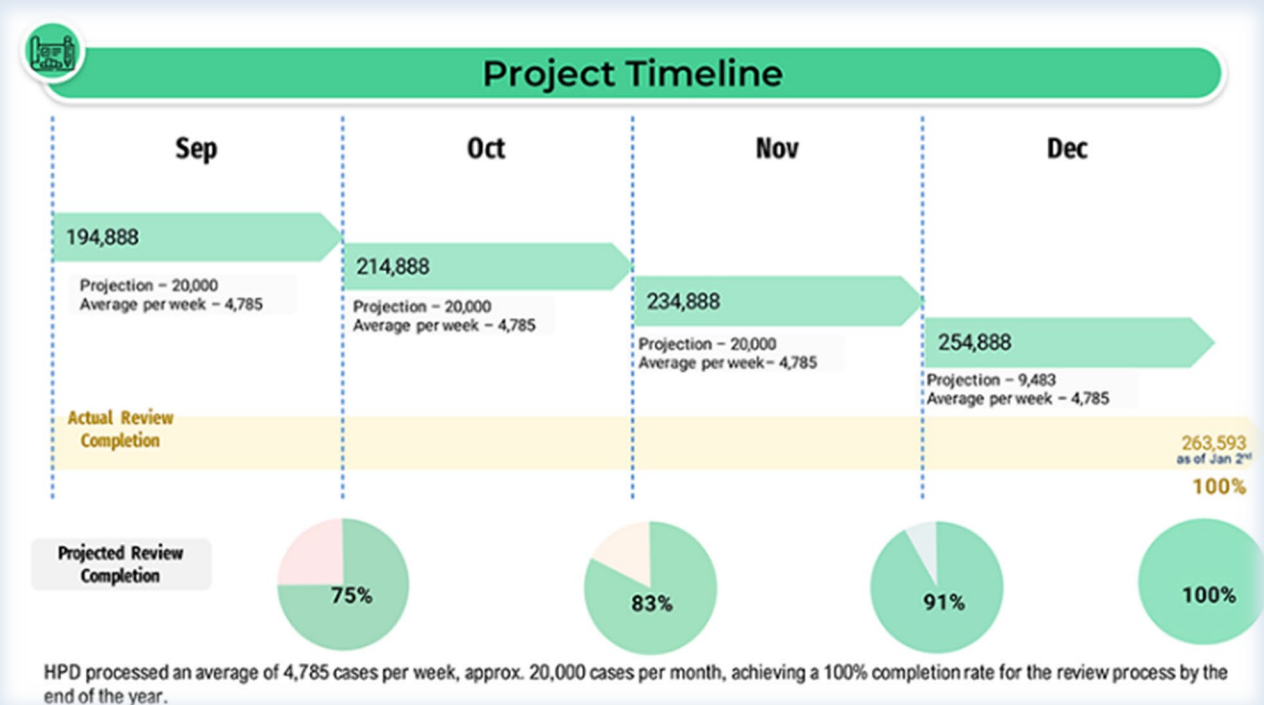 Project Timeline
Sep
Oct
Nov
Dec
194,888
Projection – 20,000
Average per week – 4,785
214,888
Projection – 20,000
Average per week – 4,785
234,888
Projection – 20,000
Average per week– 4,785
254,888
Projection – 9,483
Average per week – 4,785
Actual Review
Completion
263,593
as of Jan 2nd
100%
Projected Review
Completion
75%
83%
91%
100%
HPD processed an average of 4,785 cases per week, approx. 20,000 cases per month, achieving a 100% completion rate for the review process by the
end of the year.